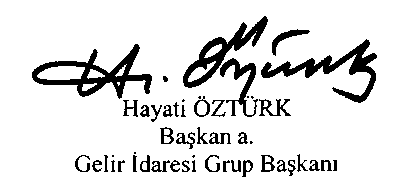 Hayati ÖZTÜRK
Başkan a.
Gelir İdaresi Grup Başkanı